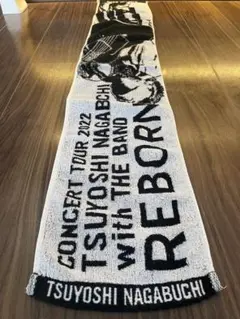 CONCERT TOUR 2022
TSUYOSHI NAGABUCHI
with THE BAND
REBORN
TSUYOSHI NAGABUCHI